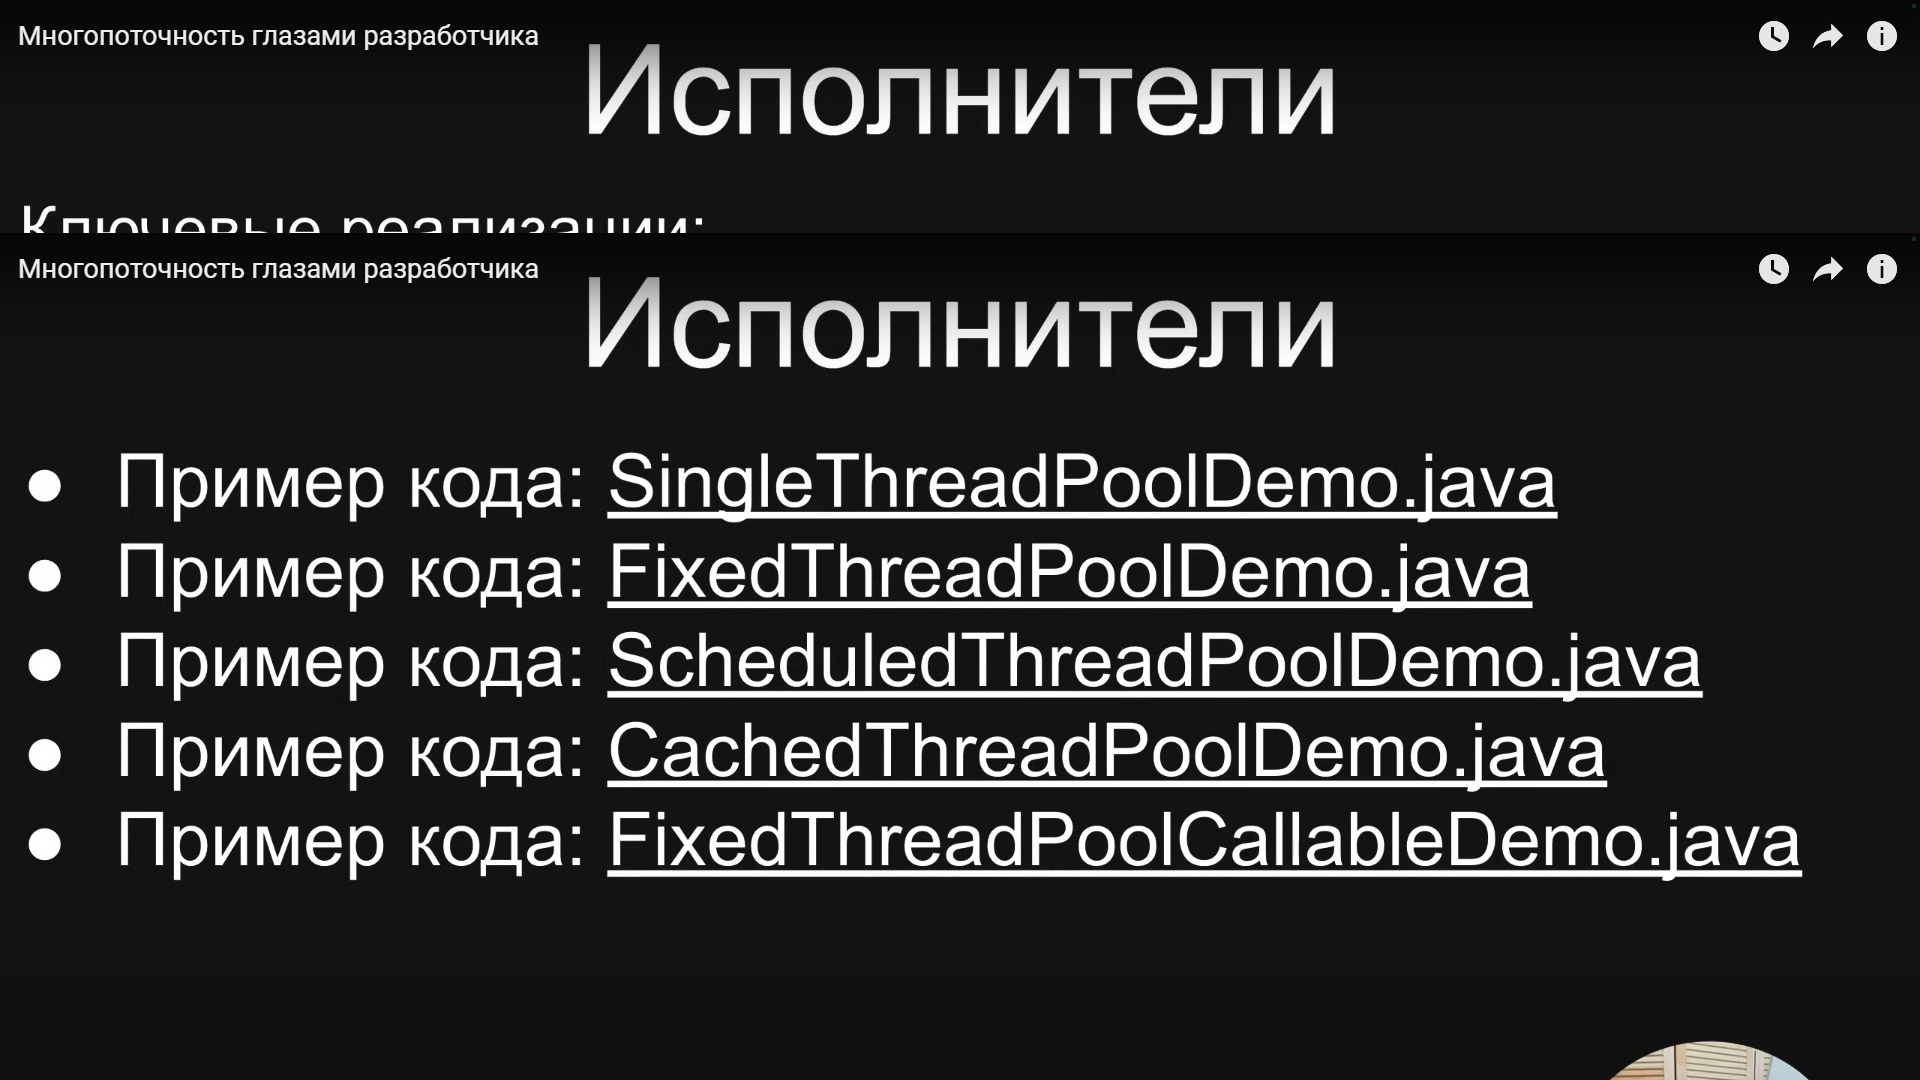 Многопоточность глазами разработчика
Исполнители
Ключевые реализации:
Многопоточность глазами разработчика
Исполнители
● Пример кода: SingleThreadPoolDemo.java
● Пример кода: FixedThreadPoolDemo.java
● Пример кода: ScheduledThreadPoolDemo.java
● Пример кода: CachedThreadPoolDemo.java
● Пример кода: FixedThreadPoolCallableDemo.java